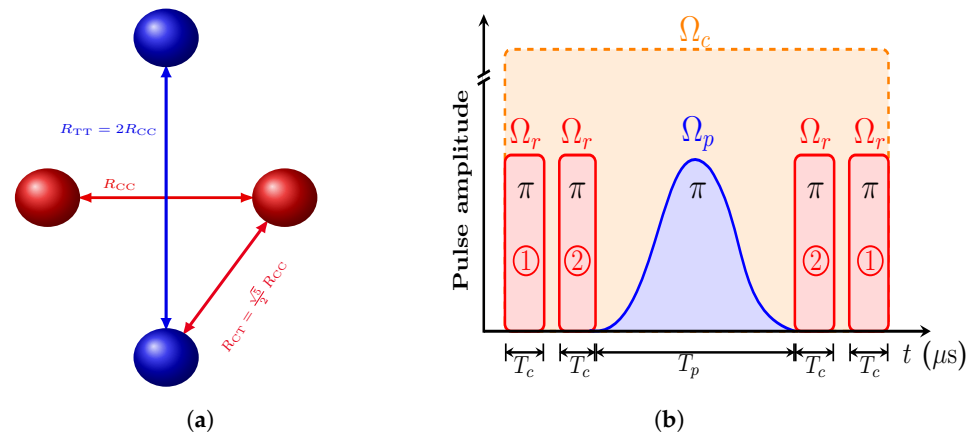 R_TT = 2R_CC
R_CC
R_CT = √5/2 R_CC
(a)
Pulse amplitude
Ω_c
Ω_r Ω_r Ω_p Ω_r Ω_r
π π π π π
① ② ② ①
T_c T_c T_p T_c T_c
t (μs)
(b)